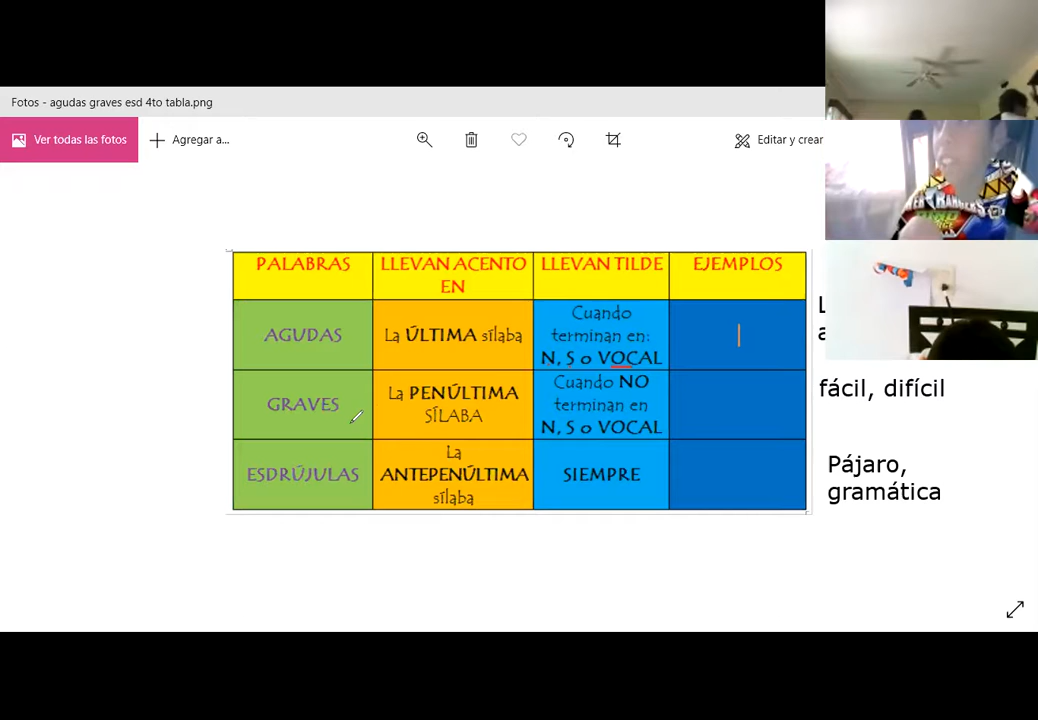 Fotos - agudas graves esd 4to tabla.png
Ver todas las fotos
Agregar a...
Editar y crear
PALABRAS
LLEVAN ACENTO
EN
LLEVAN TILDE
EJEMPLOS
AGUDAS
La ÚLTIMA sílaba
Cuando
terminan en:
N, S o VOCAL
GRAVES
La PENÚLTIMA
SÍLABA
Cuando NO
terminan en
N, S o VOCAL
fácil, difícil
ESDRÚJULAS
La
ANTEPENÚLTIMA
sílaba
SIEMPRE
Pájaro,
gramática
RANGERS